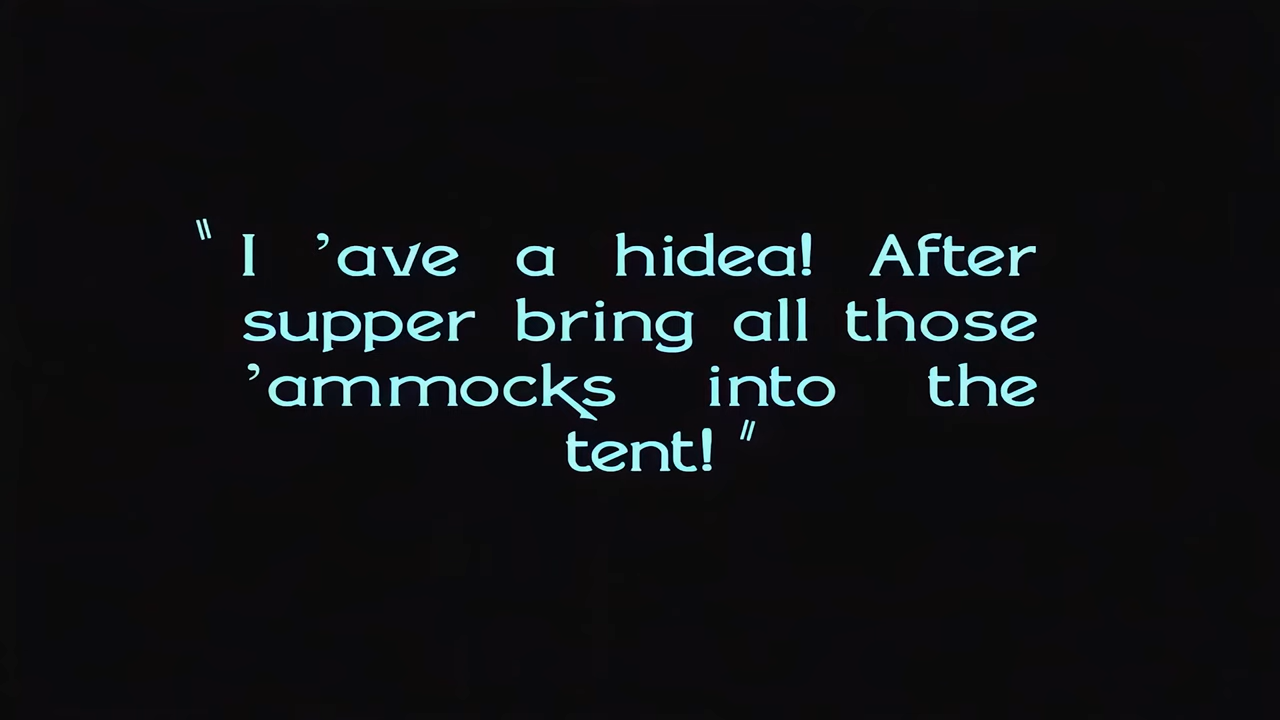 "I 'ave a hidea! After
supper bring all those
'ammocks into the
tent!"